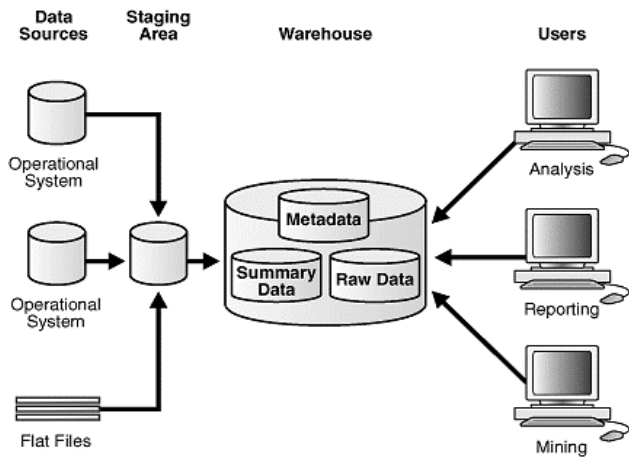 Data
Sources
Staging
Area
Warehouse
Users
Operational
System
Operational
System
Flat Files
Metadata
Summary
Data
Raw Data
Analysis
Reporting
Mining